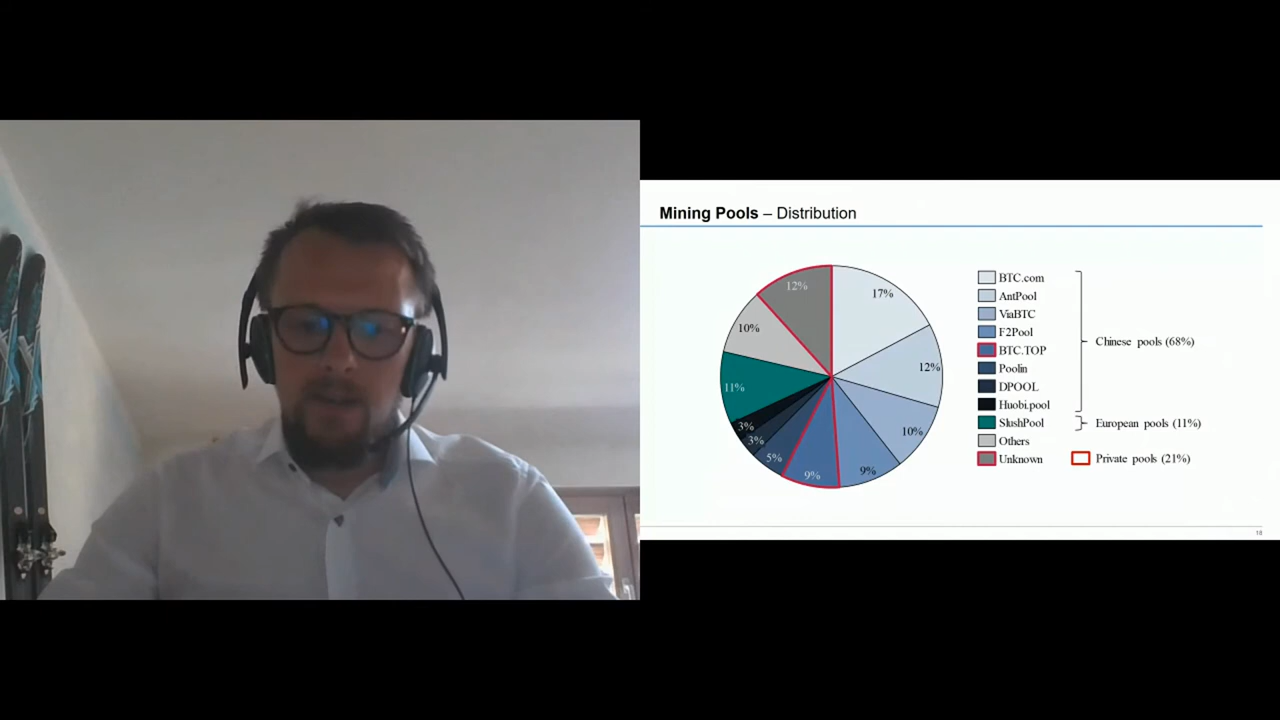 Mining Pools – Distribution
12%
17%
10%
12%
11%
10%
3%
3%
5%
9%
9%
BTC.com
AntPool
ViaBTC
F2Pool
BTC.TOP
Poolin
DPOOL
Huobi.pool
SlushPool
Others
Unknown
Chinese pools (68%)
European pools (11%)
Private pools (21%)
18